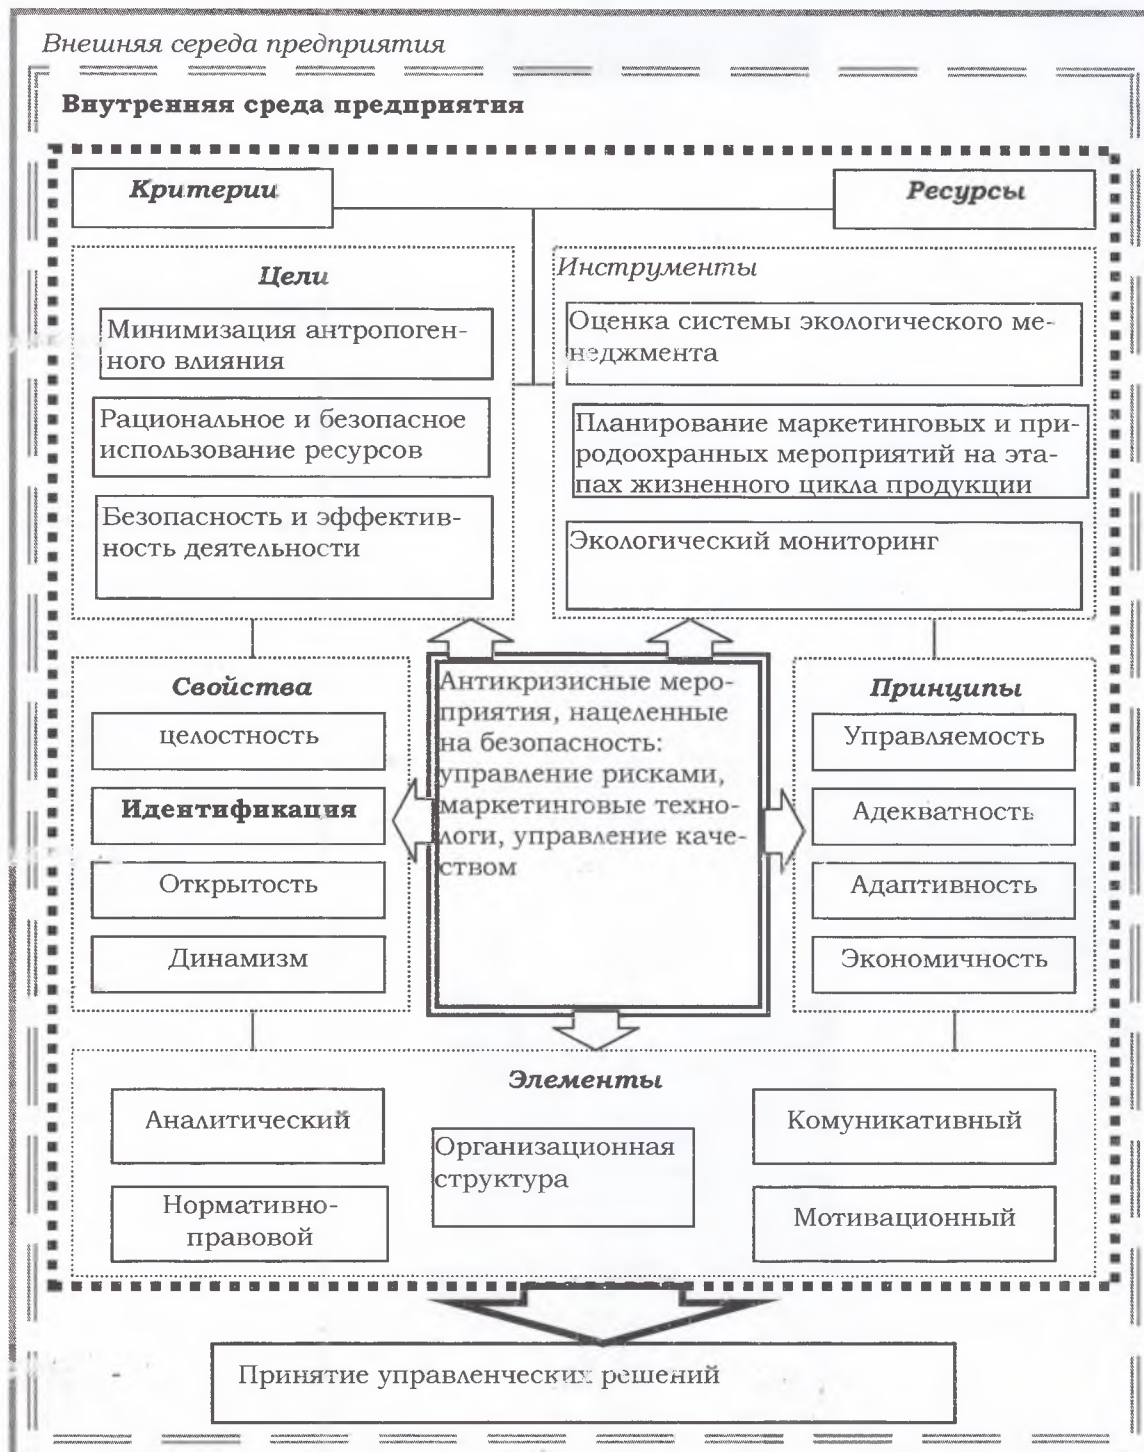 Внешняя середа предприятия
Внутренняя среда предприятия
Критерии
Ресурсы
Цели
Минимизация антропоген-
ного влияния
Рациональное и безопасное
использование ресурсов
Безопасность и эффектив-
ность деятельности
Инструменты
Оценка системы экологического ме-
неджмента
Планирование маркетинговых и при-
родоохранных мероприятий на эта-
пах жизненного цикла продукции
Экологический мониторинг
Свойства
целостность
Идентификация
Открытость
Динамизм
Антикризисные меро-
приятия, нацеленные
на безопасность:
управление рисками,
маркетинговые техно-
логи, управление каче-
ством
Принципы
Управляемость
Адекватность
Адаптивность
Экономичность
Элементы
Аналитический
Нормативно-
правовой
Организационная
структура
Комуникативный
Мотивационный
Принятие управленческих решений